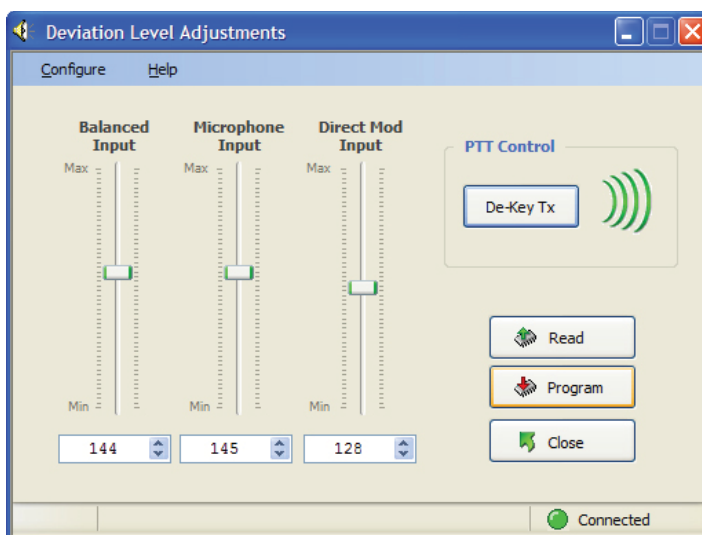 Deviation Level Adjustments
Configure Help
Balanced Input
Microphone Input
Direct Mod Input
Max
Max
Max
Min
Min
Min
144
145
128
PTT Control
De-Key Tx
Read
Program
Close
Connected